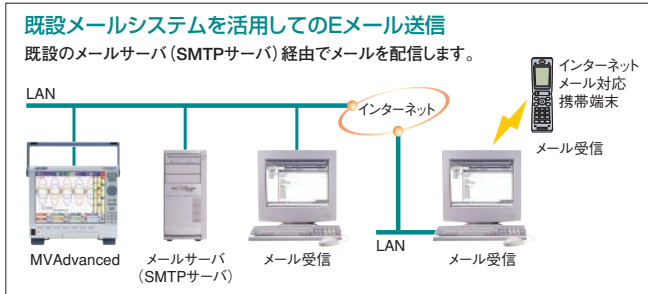 既設メールシステムを活用してのEメール送信
既設のメールサーバ（SMTPサーバ）経由でメールを配信します。
LAN
インターネット
インターネット
メール対応
携帯端末
メール受信
MVAdvanced
メールサーバ
（SMTPサーバ）
メール受信
LAN
メール受信